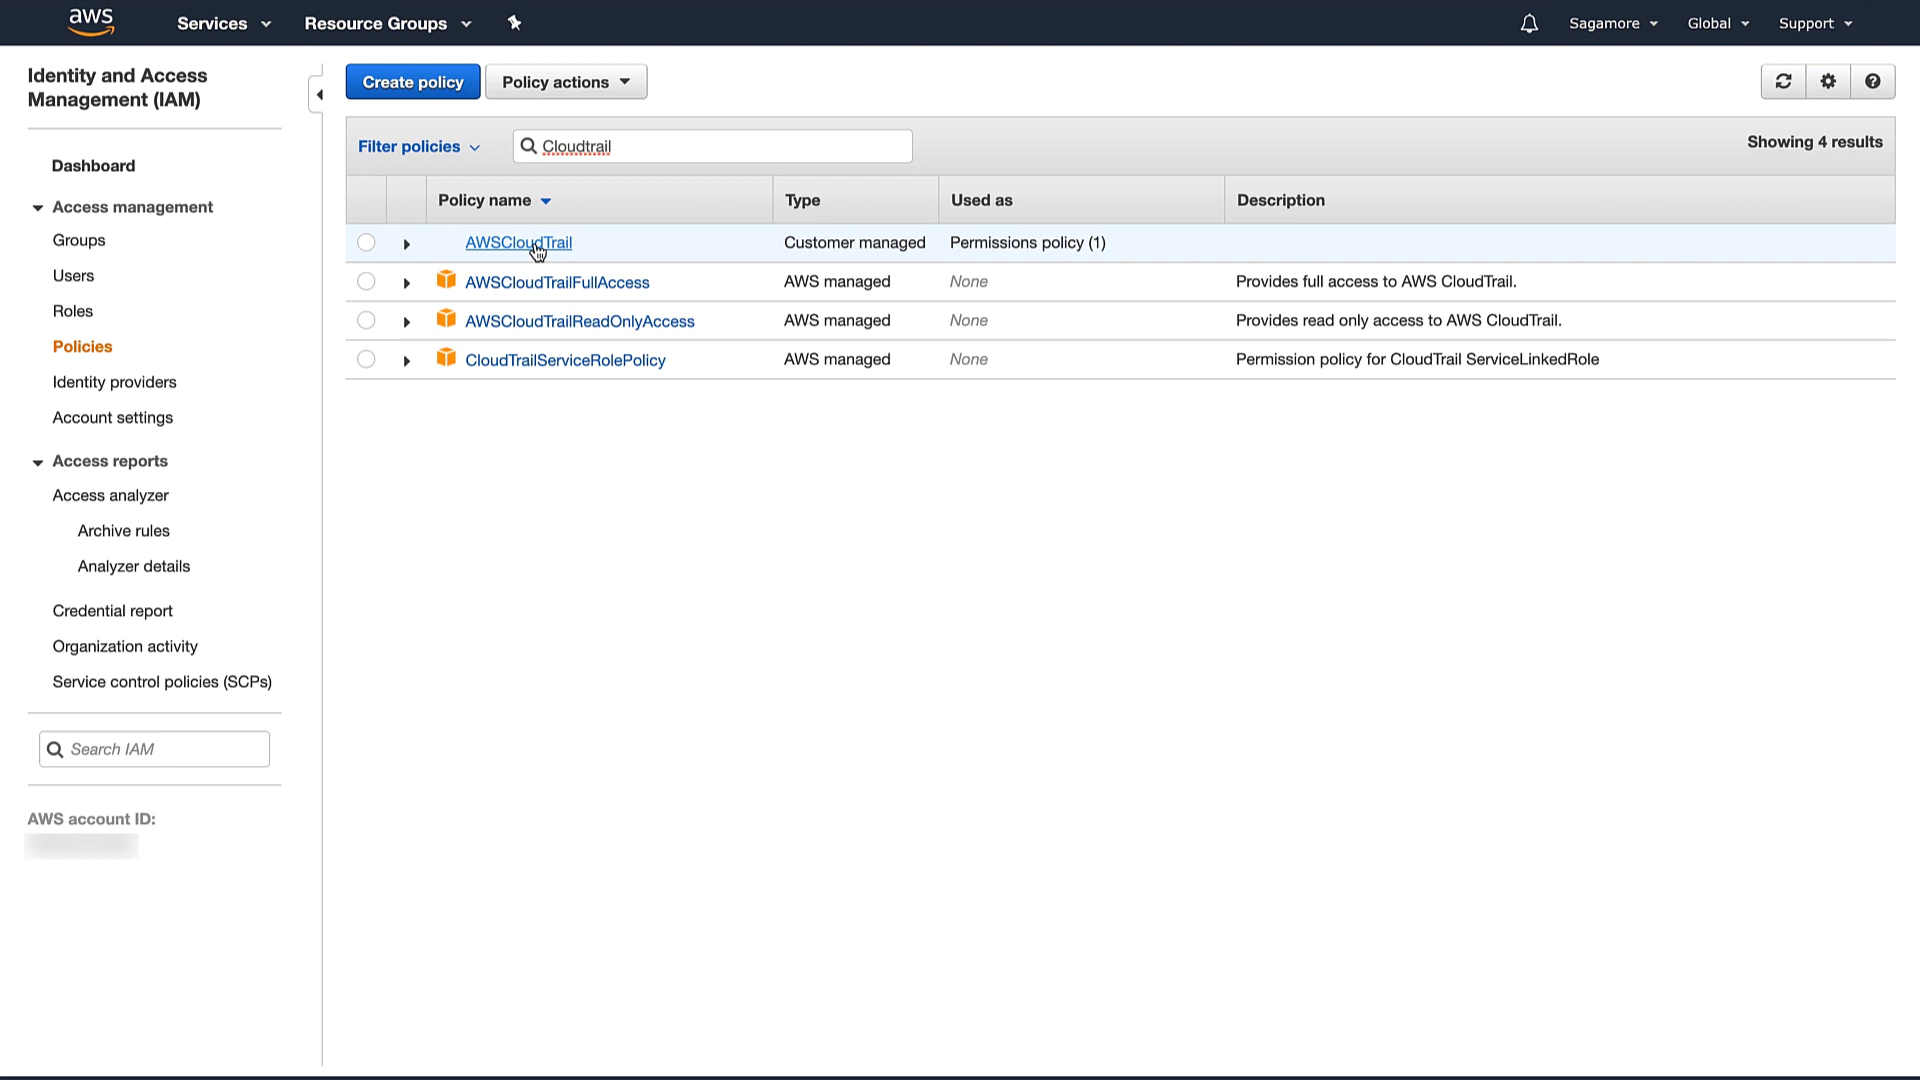 aws
Services
Resource Groups
Sagamore
Global
Support
Identity and Access
Management (IAM)
Dashboard
Access management
Groups
Users
Roles
Policies
Identity providers
Account settings
Access reports
Access analyzer
Archive rules
Analyzer details
Credential report
Organization activity
Service control policies (SCPs)
Search IAM
AWS account ID:
Create policy
Policy actions
Filter policies
Cloudtrail
Showing 4 results
Policy name Type Used as Description
AWSCloudTrail Customer managed Permissions policy (1)
AWSCloudTrailFullAccess AWS managed None Provides full access to AWS CloudTrail.
AWSCloudTrailReadOnlyAccess AWS managed None Provides read only access to AWS CloudTrail.
CloudTrailServiceRolePolicy AWS managed None Permission policy for CloudTrail ServiceLinkedRole